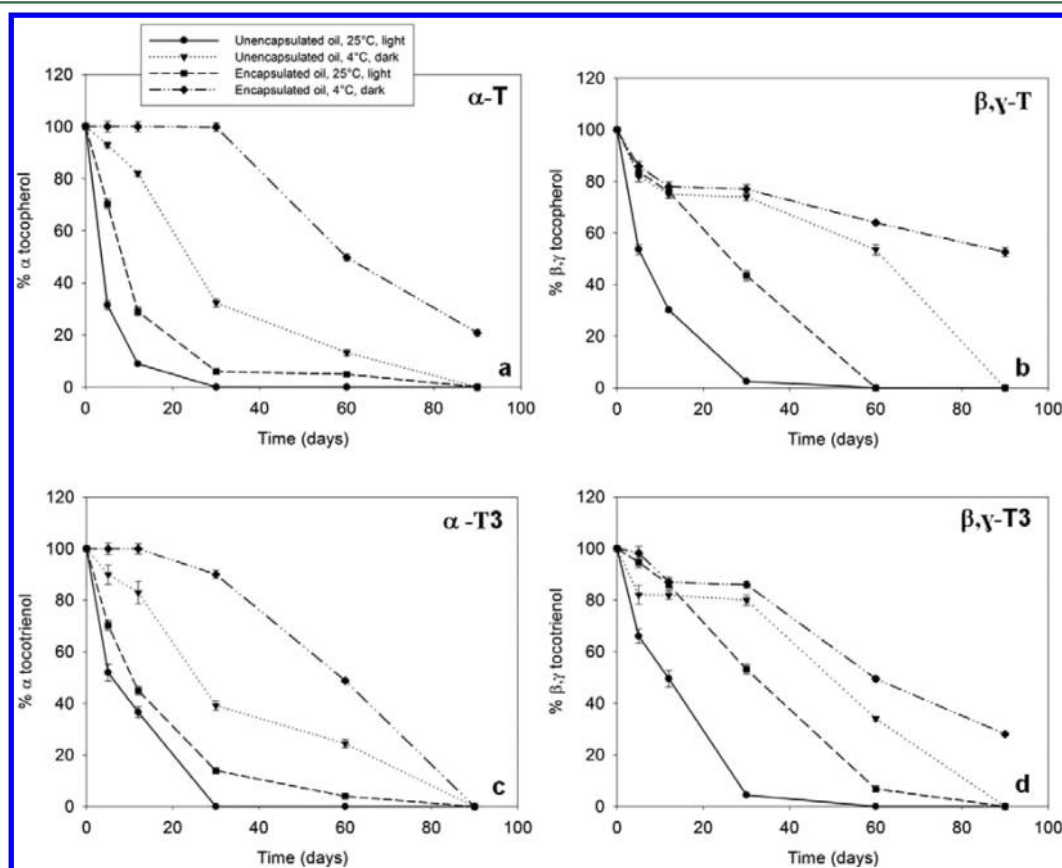 Unencapsulated oil, 25°C, light
Unencapsulated oil, 4°C, dark
Encapsulated oil, 25°C, light
Encapsulated oil, 4°C, dark
α-T
120
100
80
60
40
20
0
% α tocopherol
0 20 40 60 80 100
Time (days)
a
β,ɣ-T
120
100
80
60
40
20
0
% β,γ tocopherol
0 20 40 60 80 100
Time (days)
b
α -T3
120
100
80
60
40
20
0
% α tocotrienol
0 20 40 60 80 100
Time (days)
c
β,ɣ-T3
120
100
80
60
40
20
0
% β,γ tocotrienol
0 20 40 60 80 100
Time (days)
d